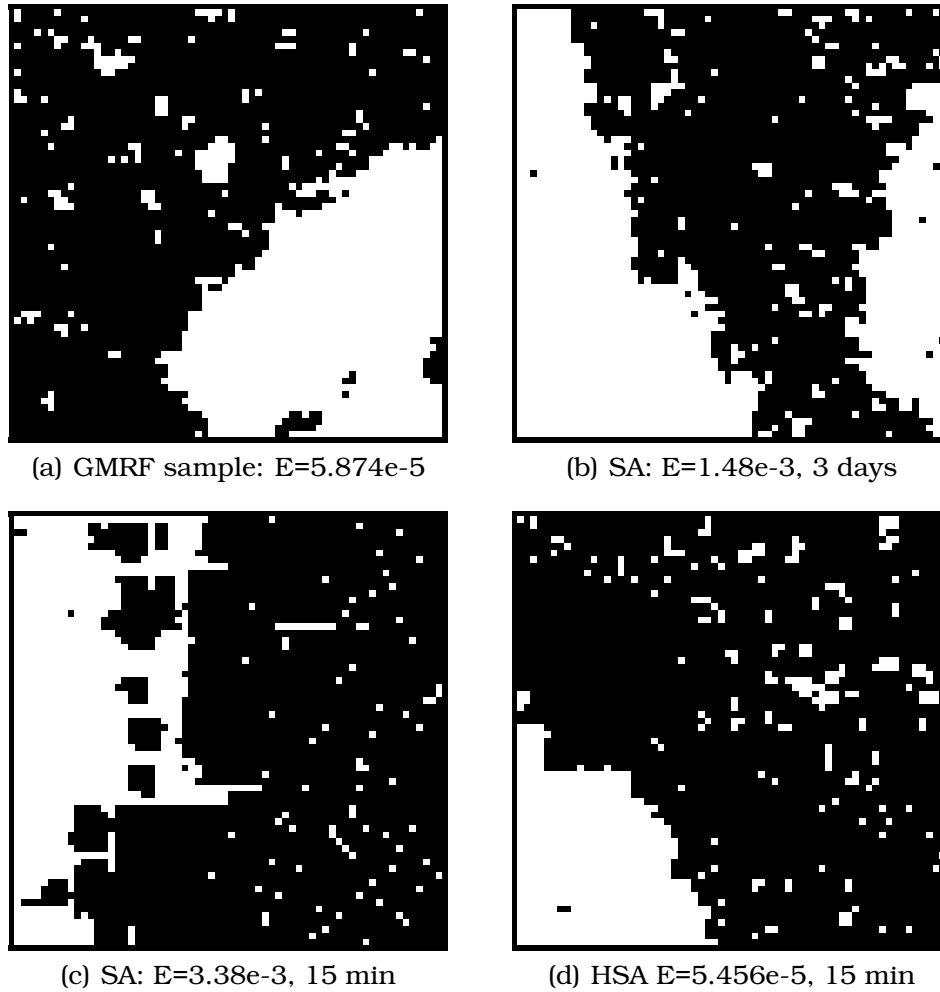 (a) GMRF sample: E=5.874e-5
(b) SA: E=1.48e-3, 3 days
(c) SA: E=3.38e-3, 15 min
(d) HSA E=5.456e-5, 15 min